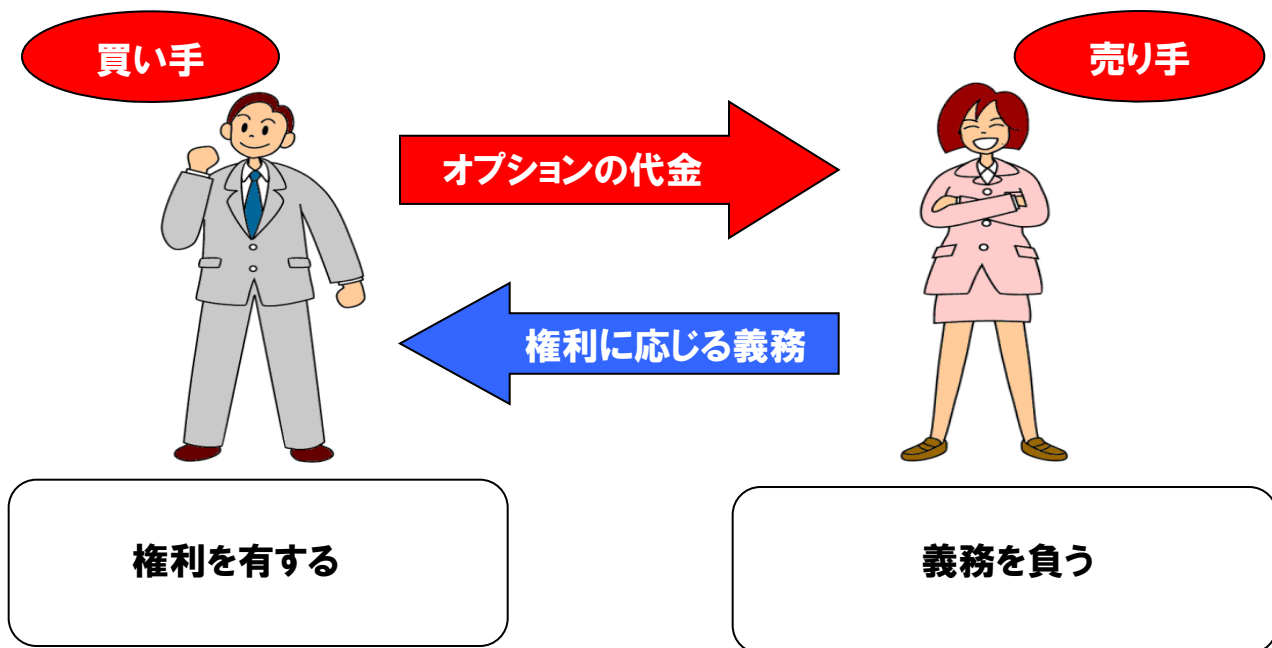 買い手
売り手
オプションの代金
権利に応じる義務
権利を有する
義務を負う